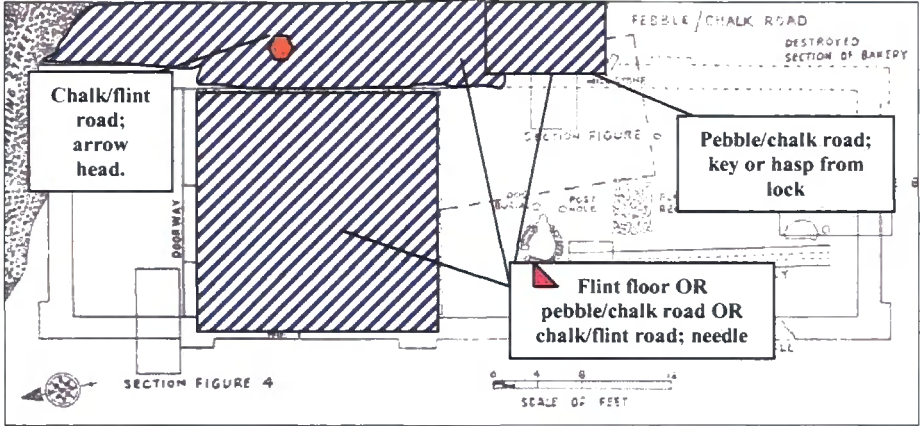 PEBBLE/CHALK ROAD
DESTROYED
SECTION OF BAKERY
Chalk/flint
road;
arrow
head.
SECTION FIGURE
Pebble/chalk road;
key or hasp from
lock
DOORWAY
POST
HOLE
Flint floor OR
pebble/chalk road OR
chalk/flint road; needle
SECTION FIGURE 4
0 4 8 12
SCALE OF FEET